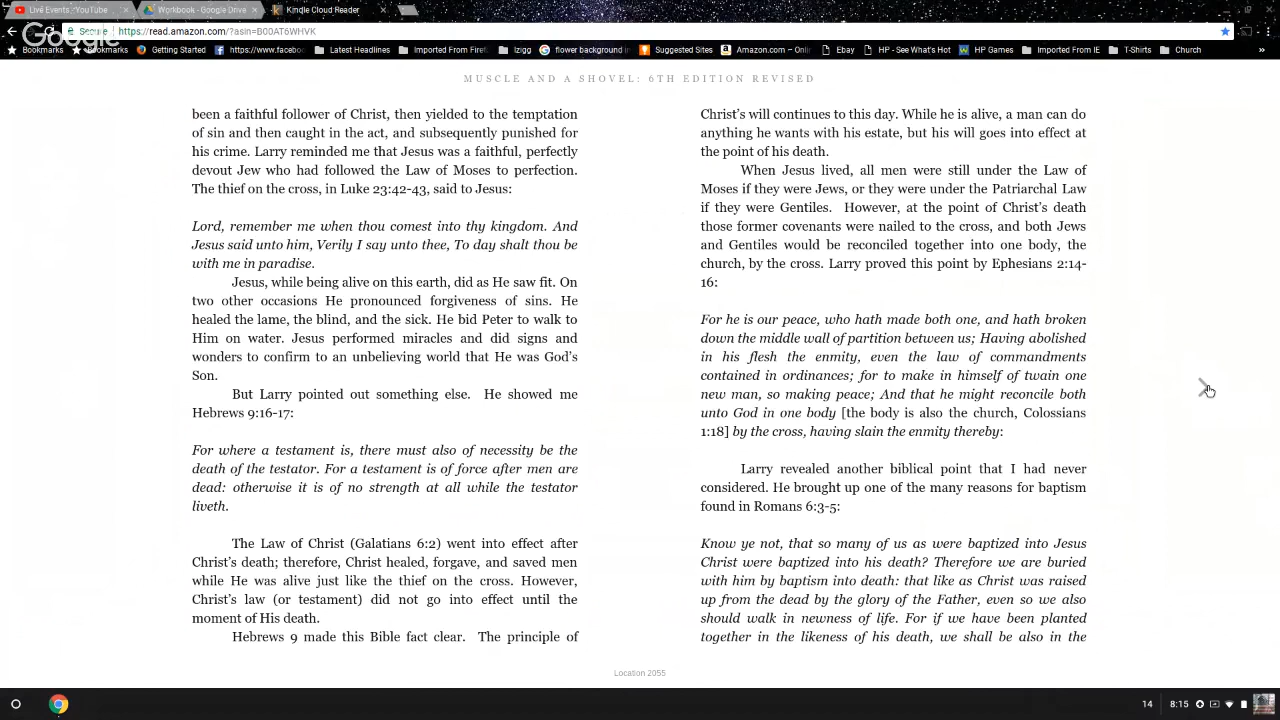 Live Events - YouTube
Workbook - Google Drive
Kindle Cloud Reader
Google
Secure
https://read.amazon.com/?asin=B00AT6WHVK
Bookmarks
Getting Started
https://www.facebo
Latest Headlines
Imported From Firef
Izigg
flower background in
Suggested Sites
Amazon.com – Onlin
Ebay
HP - See What's Hot
HP Games
Imported From IE
T-Shirts
Church
»
MUSCLE AND A SHOVEL: 6TH EDITION REVISED
been a faithful follower of Christ, then yielded to the temptation
of sin and then caught in the act, and subsequently punished for
his crime. Larry reminded me that Jesus was a faithful, perfectly
devout Jew who had followed the Law of Moses to perfection.
The thief on the cross, in Luke 23:42-43, said to Jesus:
Lord, remember me when thou comest into thy kingdom. And
Jesus said unto him, Verily I say unto thee, To day shalt thou be
with me in paradise.
Jesus, while being alive on this earth, did as He saw fit. On
two other occasions He pronounced forgiveness of sins. He
healed the lame, the blind, and the sick. He bid Peter to walk to
Him on water. Jesus performed miracles and did signs and
wonders to confirm to an unbelieving world that He was God's
Son.
But Larry pointed out something else. He showed me
Hebrews 9:16-17:
For where a testament is, there must also of necessity be the
death of the testator. For a testament is of force after men are
dead: otherwise it is of no strength at all while the testator
liveth.
The Law of Christ (Galatians 6:2) went into effect after
Christ's death; therefore, Christ healed, forgave, and saved men
while He was alive just like the thief on the cross. However,
Christ's law (or testament) did not go into effect until the
moment of His death.
Hebrews 9 made this Bible fact clear. The principle of
Christ's will continues to this day. While he is alive, a man can do
anything he wants with his estate, but his will goes into effect at
the point of his death.
When Jesus lived, all men were still under the Law of
Moses if they were Jews, or they were under the Patriarchal Law
if they were Gentiles. However, at the point of Christ's death
those former covenants were nailed to the cross, and both Jews
and Gentiles would be reconciled together into one body, the
church, by the cross. Larry proved this point by Ephesians 2:14-
16:
For he is our peace, who hath made both one, and hath broken
down the middle wall of partition between us; Having abolished
in his flesh the enmity, even the law of commandments
contained in ordinances; for to make in himself of twain one
new man, so making peace; And that he might reconcile both
unto God in one body [the body is also the church, Colossians
1:18] by the cross, having slain the enmity thereby:
Larry revealed another biblical point that I had never
considered. He brought up one of the many reasons for baptism
found in Romans 6:3-5:
Know ye not, that so many of us as were baptized into Jesus
Christ were baptized into his death? Therefore we are buried
with him by baptism into death: that like as Christ was raised
up from the dead by the glory of the Father, even so we also
should walk in newness of life. For if we have been planted
together in the likeness of his death, we shall be also in the
Location 2055
14
8:15